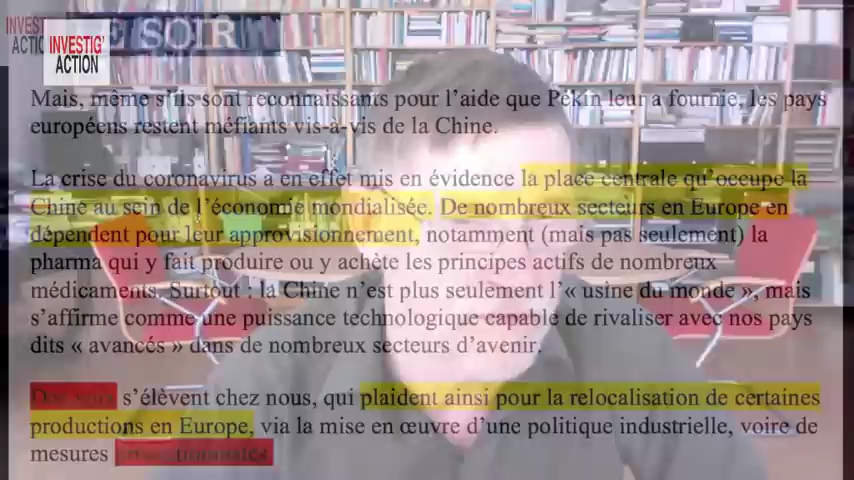 INVESTIG'
ACTION
LE SOIR
Mais, même s'ils sont reconnaissants pour l'aide que Pékin leur a fournie, les pays
européens restent méfiants vis-à-vis de la Chine.
La crise du coronavirus a en effet mis en évidence la place centrale qu'occupe la
Chine au sein de l'économie mondialisée. De nombreux secteurs en Europe en
dépendent pour leur approvisionnement, notamment (mais pas seulement) la
pharma qui y fait produire ou y achète les principes actifs de nombreux
médicaments. Surtout : la Chine n'est plus seulement l'« usine du monde », mais
s'affirme comme une puissance technologique capable de rivaliser avec nos pays
dits « avancés » dans de nombreux secteurs d'avenir.
Des voix s'élèvent chez nous, qui plaident ainsi pour la relocalisation de certaines
productions en Europe, via la mise en œuvre d'une politique industrielle, voire de
mesures